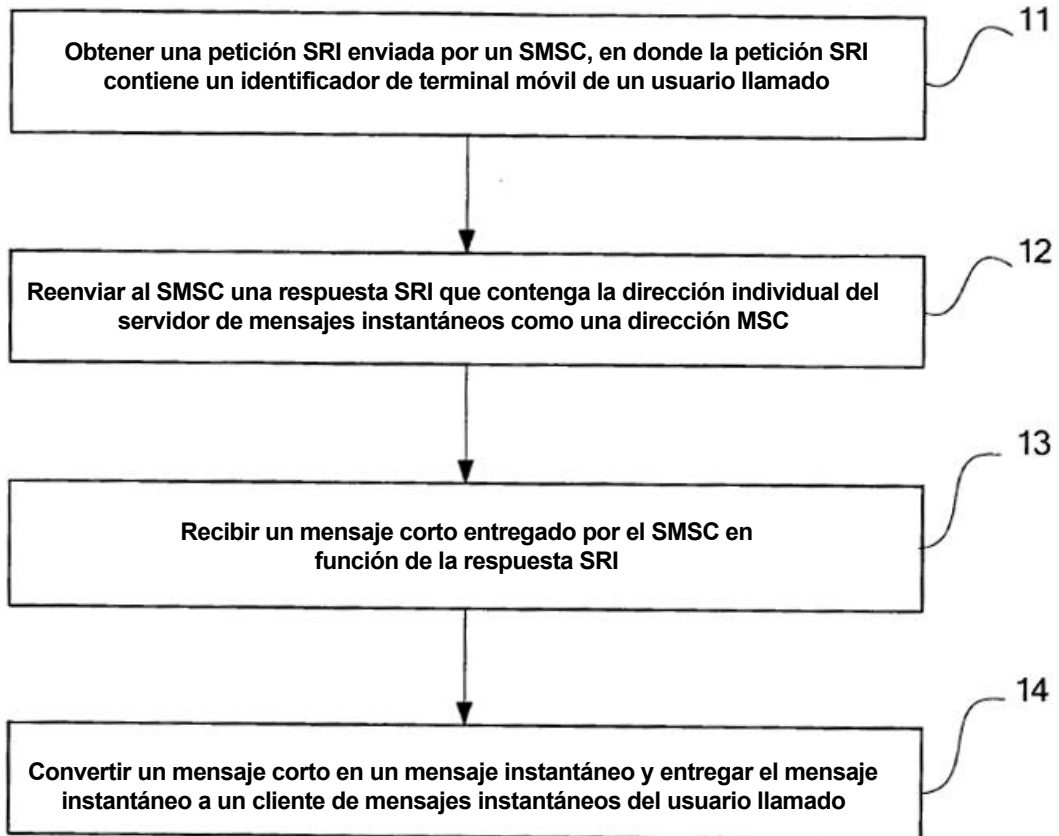 11
Obtener una petición SRI enviada por un SMSC, en donde la petición SRI
contiene un identificador de terminal móvil de un usuario llamado
12
Reenviar al SMSC una respuesta SRI que contenga la dirección individual del
servidor de mensajes instantáneos como una dirección MSC
13
Recibir un mensaje corto entregado por el SMSC en
función de la respuesta SRI
14
Convertir un mensaje corto en un mensaje instantáneo y entregar el mensaje
instantáneo a un cliente de mensajes instantáneos del usuario llamado